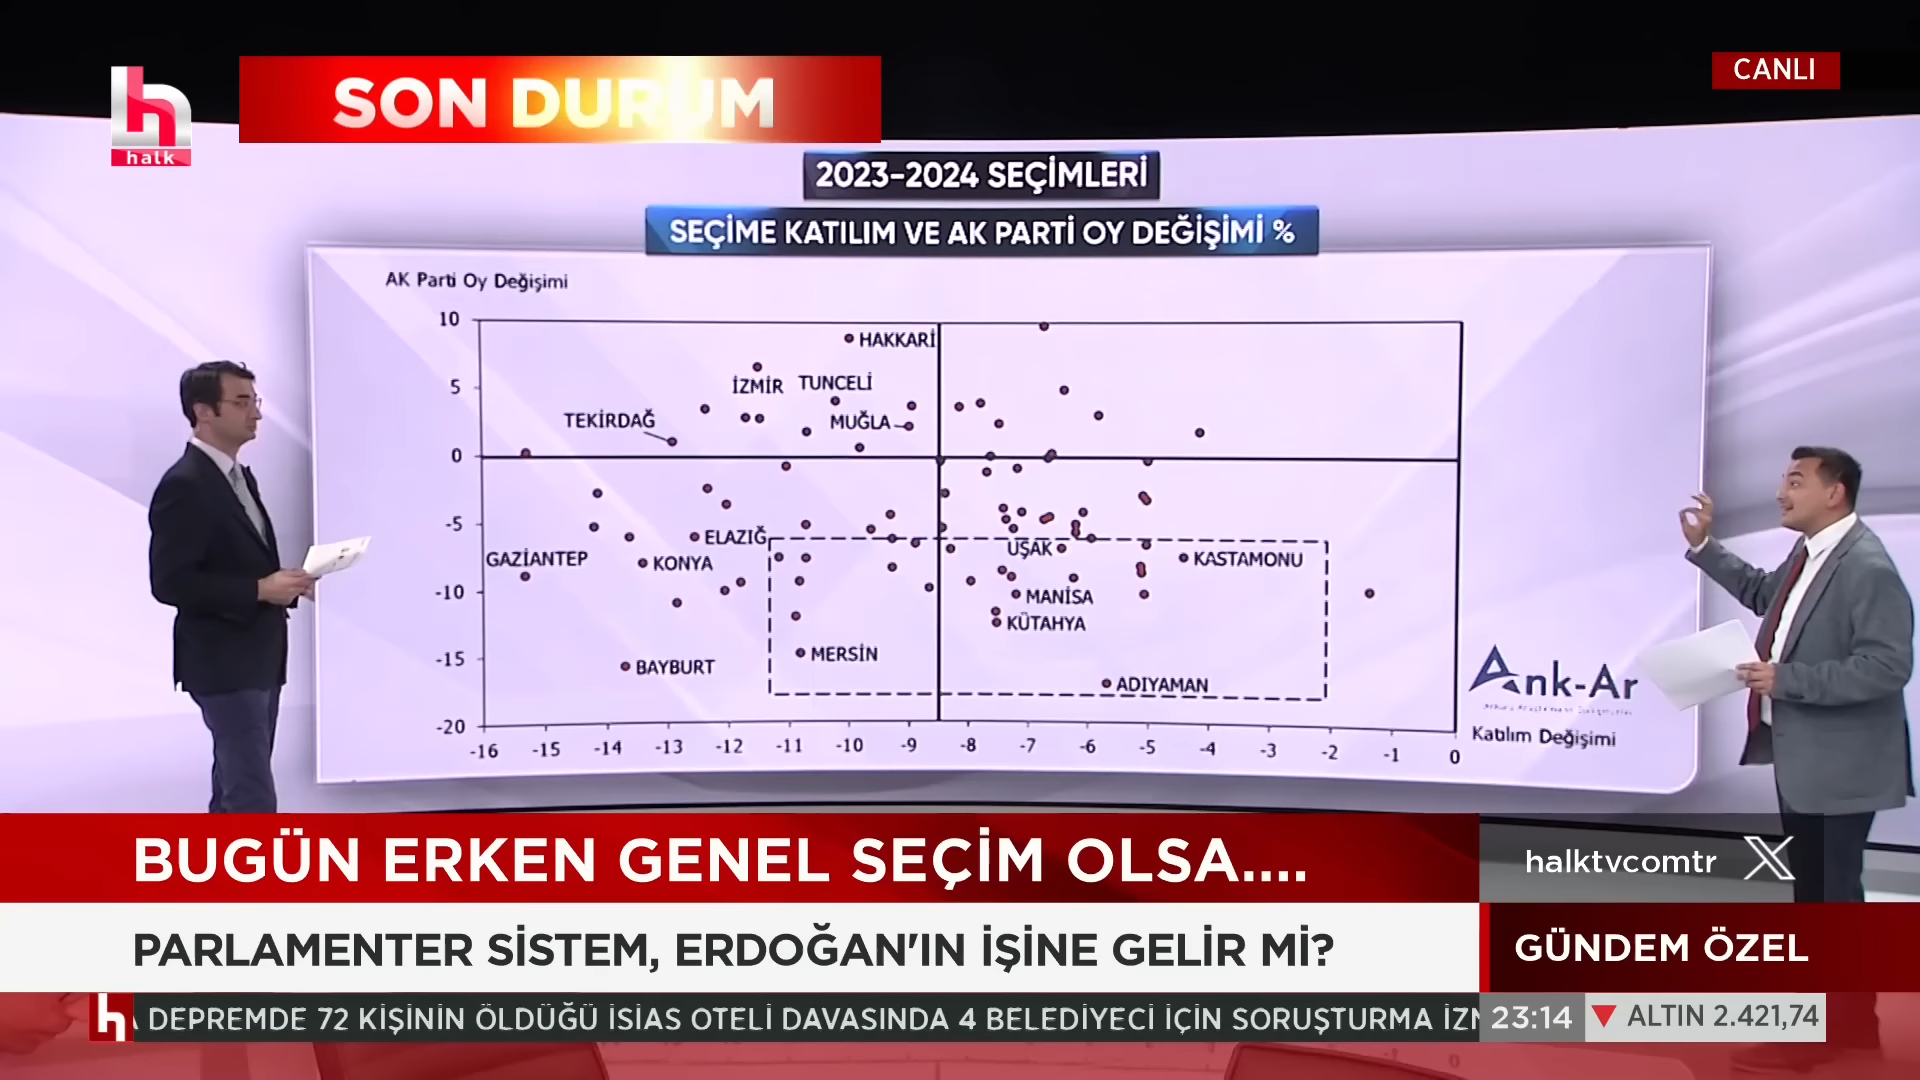 SON DURUM
CANLI
halk
2023-2024 SEÇİMLERİ
SEÇİME KATILIM VE AK PARTİ OY DEĞİŞİMİ %
AK Parti Oy Değişimi
10
5
0
-5
-10
-15
-20
HAKKARİ
İZMİR
TUNCELİ
TEKİRDAĞ
MUĞLA
ELAZIĞ
GAZİANTEP
KONYA
UŞAK
KASTAMONU
MANİSA
KÜTAHYA
MERSİN
BAYBURT
ADIYAMAN
-16 -15 -14 -13 -12 -11 -10 -9 -8 -7 -6 -5 -4 -3 -2 -1 0
Ank-Ar
Katılım Değişimi
BUGÜN ERKEN GENEL SEÇİM OLSA....
halktvcomtr X
PARLAMENTER SİSTEM, ERDOĞAN'IN İŞİNE GELİR Mİ?
GÜNDEM ÖZEL
DEPREMDE 72 KİŞİNİN ÖLDÜĞÜ İSİAS OTELİ DAVASINDA 4 BELEDİYECİ İÇİN SORUŞTURMA
23:14
ALTIN 2.421,74